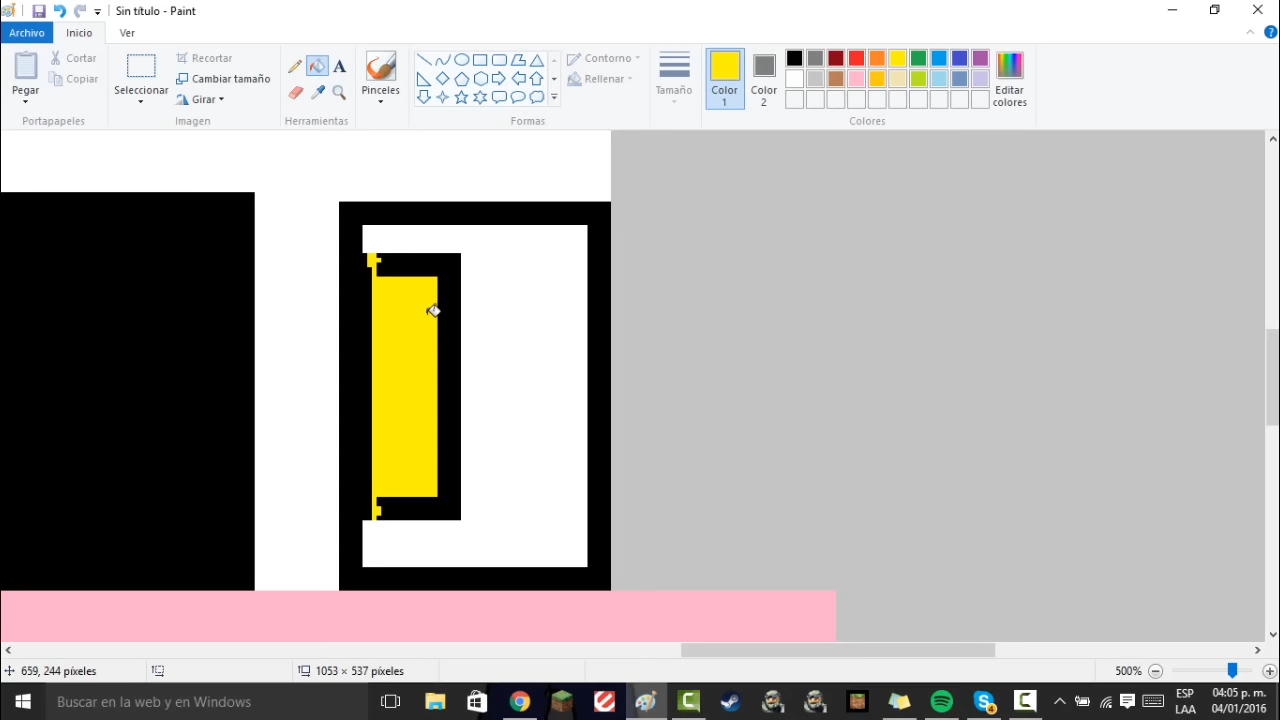 Sin título - Paint
Archivo
Inicio
Ver
Pegar
Cortar
Copiar
Portapapeles
Seleccionar
Recortar
Cambiar tamaño
Girar
Imagen
A
Herramientas
Pinceles
Contorno
Rellenar
Formas
Tamaño
Color
1
Color
2
Editar
colores
Colores
659, 244 píxeles
1053 × 537 píxeles
500%
Buscar en la web y en Windows
4
ESP
LAA
04:05 p. m.
04/01/2016